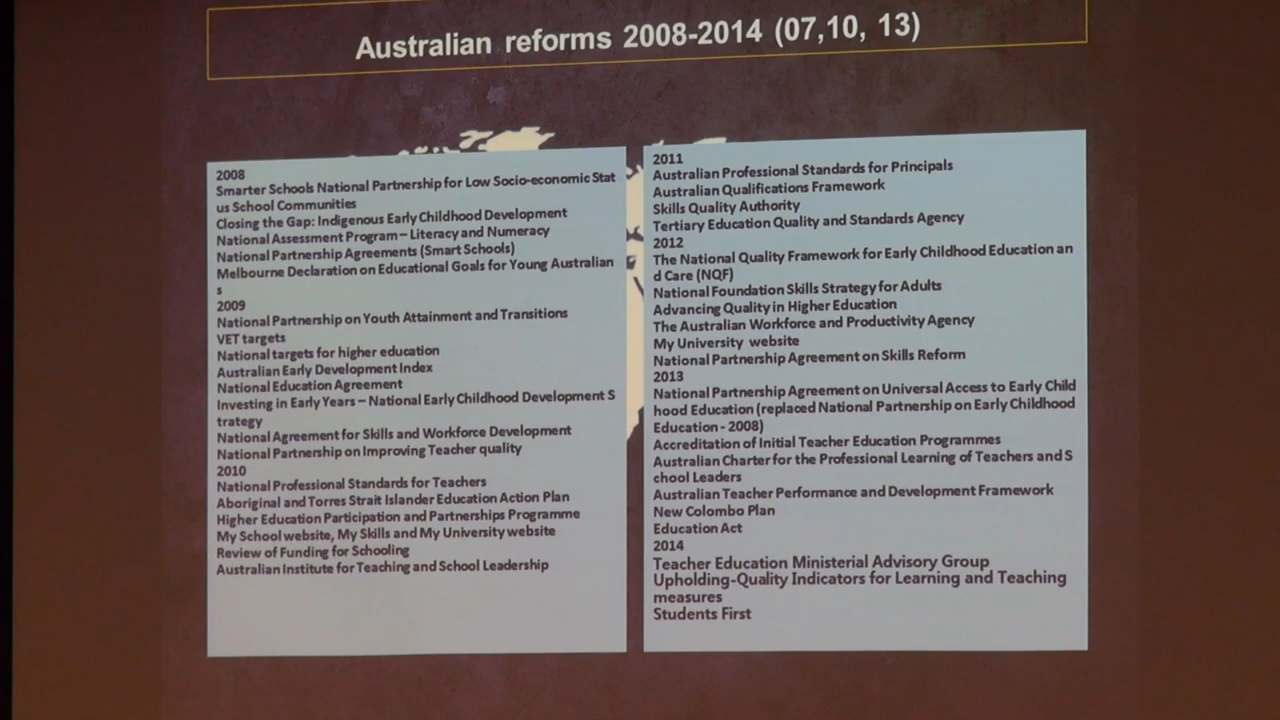 Australian reforms 2008-2014 (07,10, 13)
2008
Smarter Schools National Partnership for Low Socio-economic Stat
us School Communities
Closing the Gap: Indigenous Early Childhood Development
National Assessment Program – Literacy and Numeracy
National Partnership Agreements (Smart Schools)
Melbourne Declaration on Educational Goals for Young Australian
s
2009
National Partnership on Youth Attainment and Transitions
VET targets
National targets for higher education
Australian Early Development Index
National Education Agreement
Investing in Early Years – National Early Childhood Development S
trategy
National Agreement for Skills and Workforce Development
National Partnership on Improving Teacher quality
2010
National Professional Standards for Teachers
Aboriginal and Torres Strait Islander Education Action Plan
Higher Education Participation and Partnerships Programme
My School website, My Skills and My University website
Review of Funding for Schooling
Australian Institute for Teaching and School Leadership
2011
Australian Professional Standards for Principals
Australian Qualifications Framework
Skills Quality Authority
Tertiary Education Quality and Standards Agency
2012
The National Quality Framework for Early Childhood Education an
d Care (NQF)
National Foundation Skills Strategy for Adults
Advancing Quality in Higher Education
The Australian Workforce and Productivity Agency
My University website
National Partnership Agreement on Skills Reform
2013
National Partnership Agreement on Universal Access to Early Child
hood Education (replaced National Partnership on Early Childhood
Education - 2008)
Accreditation of Initial Teacher Education Programmes
Australian Charter for the Professional Learning of Teachers and S
chool Leaders
Australian Teacher Performance and Development Framework
New Colombo Plan
Education Act
2014
Teacher Education Ministerial Advisory Group
Upholding-Quality Indicators for Learning and Teaching
measures
Students First